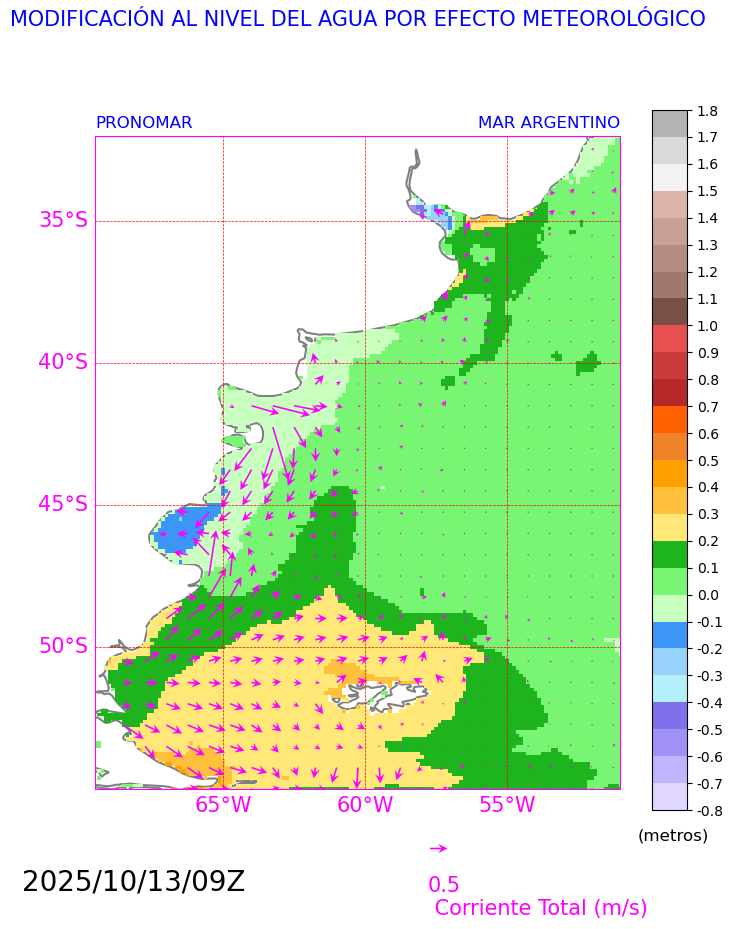 MODIFICACIÓN AL NIVEL DEL AGUA POR EFECTO METEOROLÓGICO
PRONOMAR MAR ARGENTINO
35°S
40°S
45°S
50°S
65°W 60°W 55°W
1.8
1.7
1.6
1.5
1.4
1.3
1.2
1.1
1.0
0.9
0.8
0.7
0.6
0.5
0.4
0.3
0.2
0.1
0.0
-0.1
-0.2
-0.3
-0.4
-0.5
-0.6
-0.7
-0.8
(metros)
2025/10/13/09Z
0.5
Corriente Total (m/s)